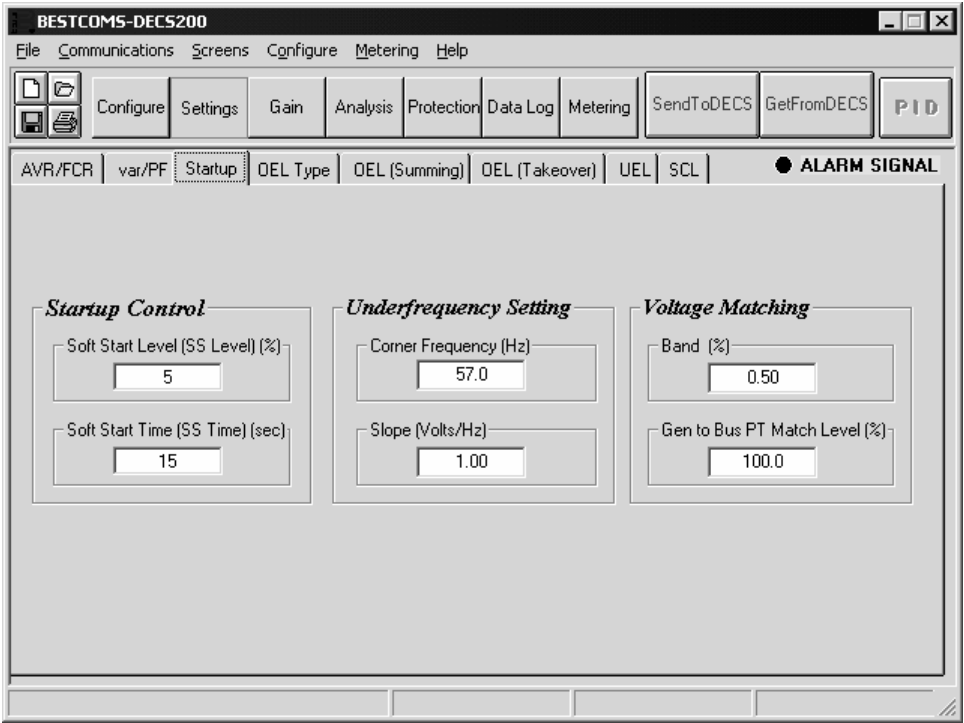 BESTCOMS-DECS200
File Communications Screens Configure Metering Help
Configure Settings Gain Analysis Protection Data Log Metering SendToDECS GetFromDECS PID
AVR/FCR var/PF Startup OEL Type OEL (Summing) OEL (Takeover) UEL SCL ALARM SIGNAL
Startup Control Underfrequency Setting Voltage Matching
Soft Start Level (SS Level) (%) Corner Frequency (Hz) Band (%)
5 57.0 0.50
Soft Start Time (SS Time) (sec) Slope (Volts/Hz) Gen to Bus PT Match Level (%)
15 1.00 100.0